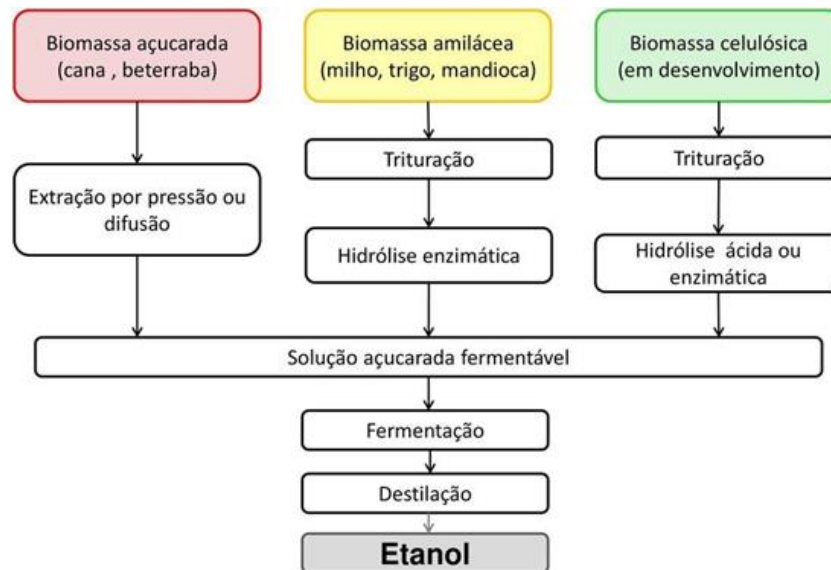 Biomassa açucarada
(cana , beterraba)
Biomassa amilácea
(milho, trigo, mandioca)
Biomassa celulósica
(em desenvolvimento)
Extração por pressão ou
difusão
Trituração
Hidrólise enzimática
Trituração
Hidrólise ácida ou
enzimática
Solução açucarada fermentável
Fermentação
Destilação
Etanol